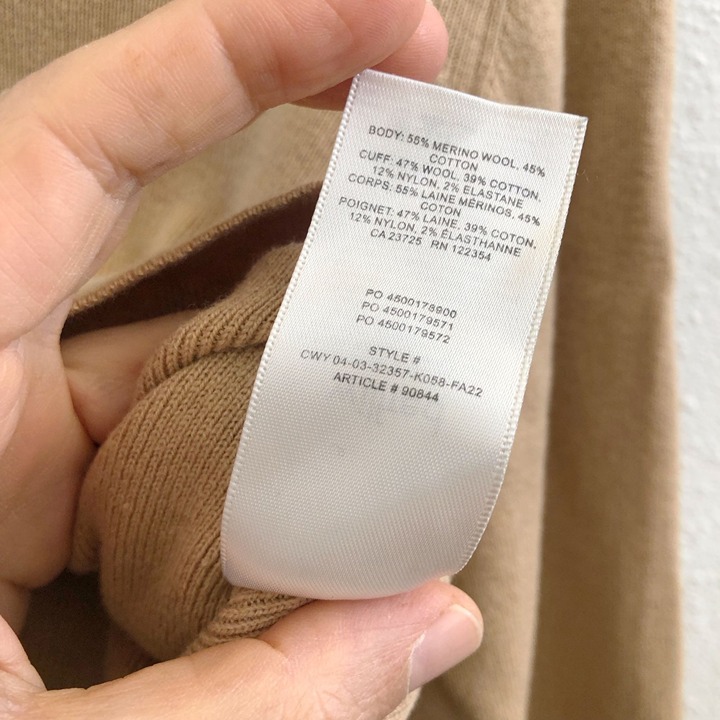 BODY: 55% MERINO WOOL, 45%
COTTON
CUFF: 47% WOOL, 39% COTTON,
12% NYLON, 2% ELASTANE
CORPS: 55% LAINE MÉRINOS, 45%
COTON
POIGNET: 47% LAINE, 39% COTON,
12% NYLON, 2% ÉLASTHANNE
CA 23725 RN 122354
PO 4500178900
PO 4500179571
PO 4500179572
STYLE #
CWY 04-03-32357-K058-FA22
ARTICLE # 90844